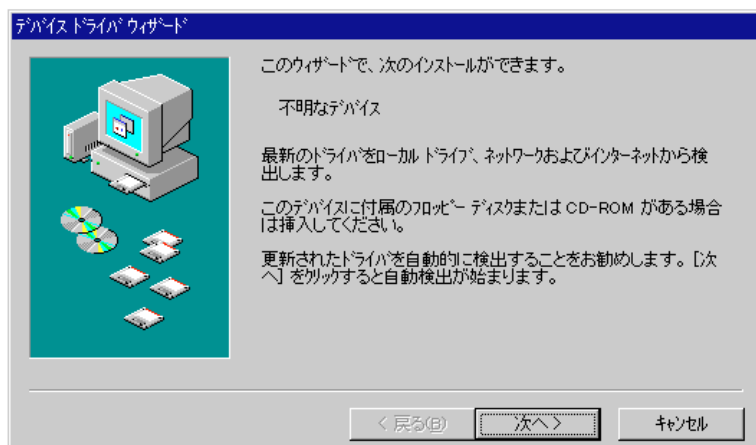 ﾃﾞﾊﾞｲｽ ﾄﾞﾗｲﾊﾞ ｳｨｻﾞｰﾄﾞ
このｳｨｻﾞｰﾄﾞで、次のｲﾝｽﾄｰﾙができます。
不明なﾃﾞﾊﾞｲｽ
最新のﾄﾞﾗｲﾊﾞをﾛｰｶﾙ ﾄﾞﾗｲﾌﾞ、ﾈｯﾄﾜｰｸおよびｲﾝﾀｰﾈｯﾄから検
出します。
このﾃﾞﾊﾞｲｽに付属のﾌﾛｯﾋﾟｰ ﾃﾞｨｽｸまたは CD-ROM がある場合
は挿入してください。
更新されたﾄﾞﾗｲﾊﾞを自動的に検出することをお勧めします。[次
へ] をｸﾘｯｸすると自動検出が始まります。
< 戻る(B)
次へ >
ｷｬﾝｾﾙ